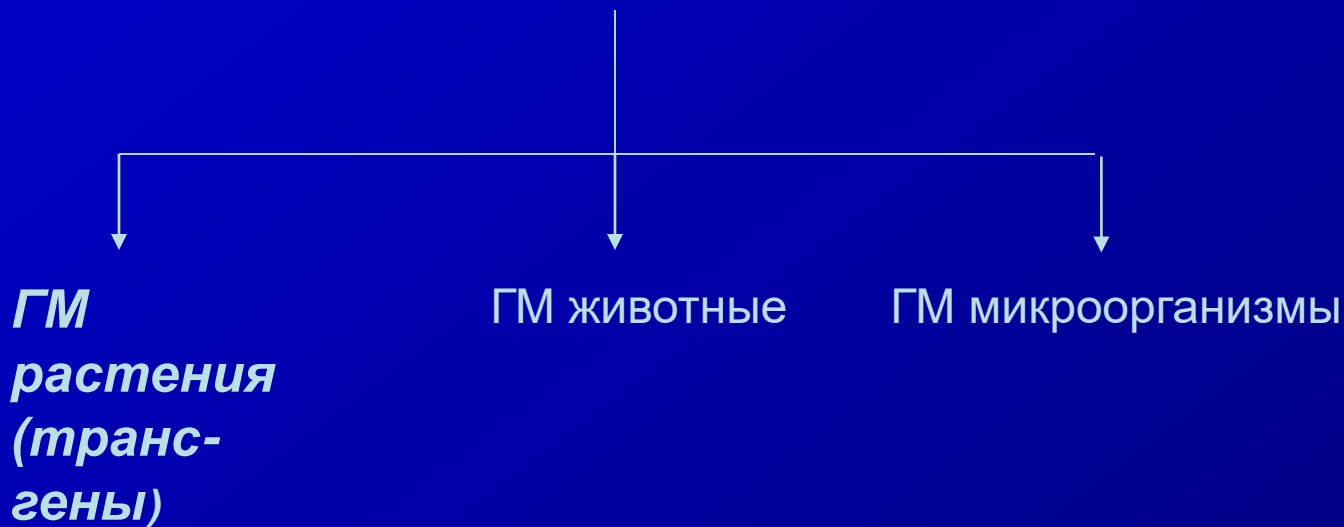 ГМ
растения
(транс-
гены)
ГМ животные
ГМ микроорганизмы